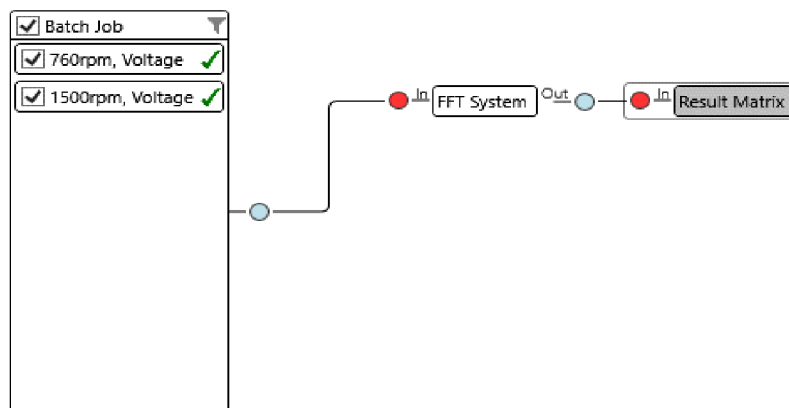 Batch Job
760rpm, Voltage
1500rpm, Voltage
In
FFT System
Out
In
Result Matrix